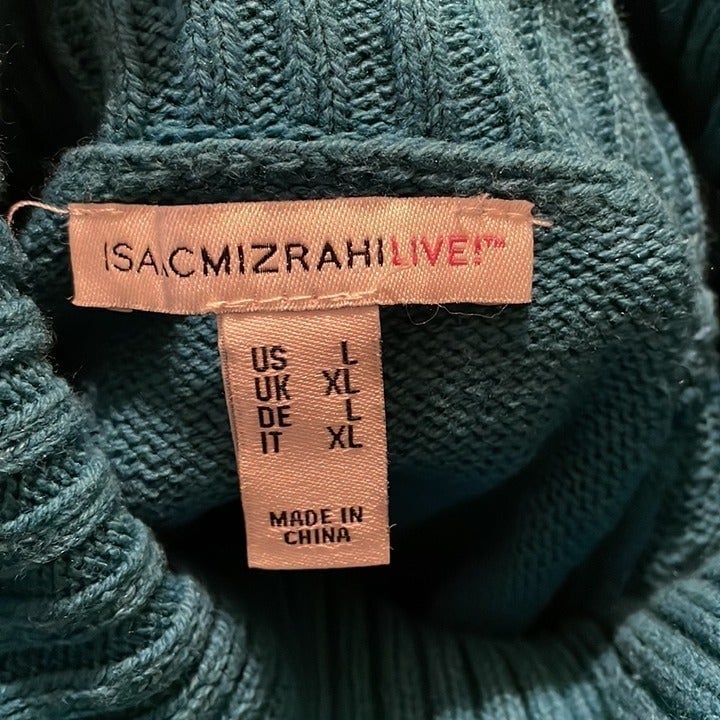 ISAACMIZRAHILIVE!™
US L
UK XL
DE L
IT XL
MADE IN
CHINA